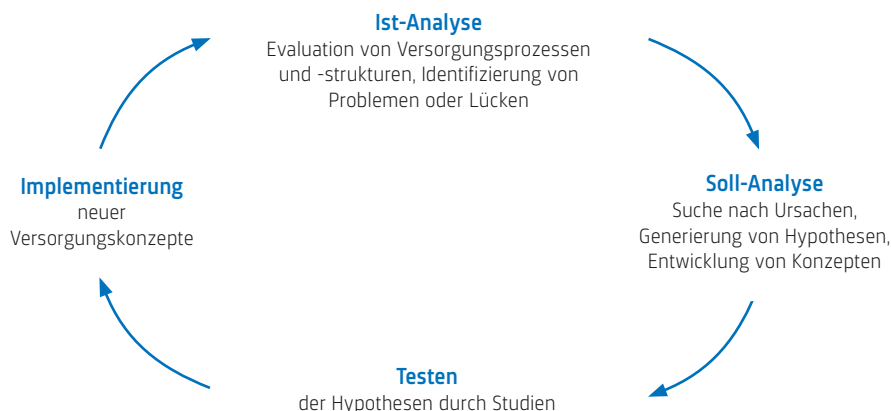 Ist-Analyse
Evaluation von Versorgungsprozessen
und -strukturen, Identifizierung von
Problemen oder Lücken
Soll-Analyse
Suche nach Ursachen,
Generierung von Hypothesen,
Entwicklung von Konzepten
Testen
der Hypothesen durch Studien
Implementierung
neuer
Versorgungskonzepte